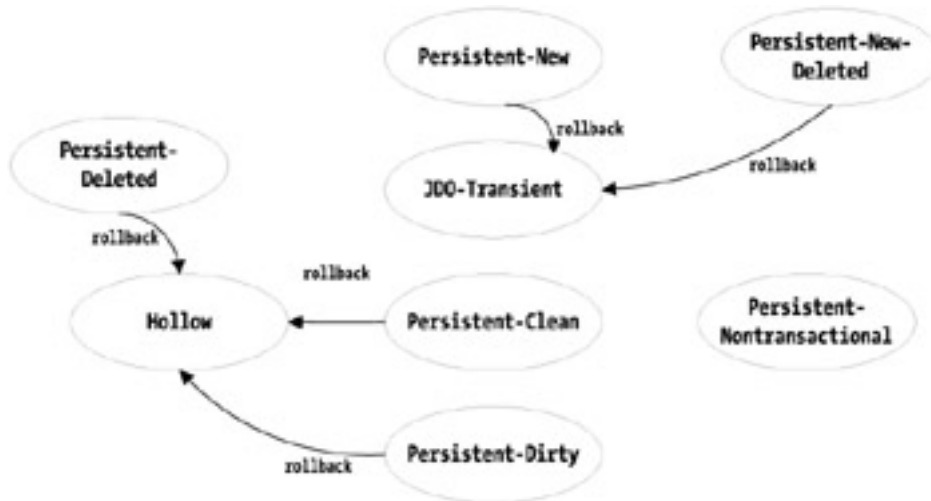 Persistent-New
Persistent-New-
Deleted
rollback
rollback
Persistent-
Deleted
JDO-Transient
rollback
rollback
Hollow
Persistent-Clean
Persistent-
Nontransactional
rollback
Persistent-Dirty